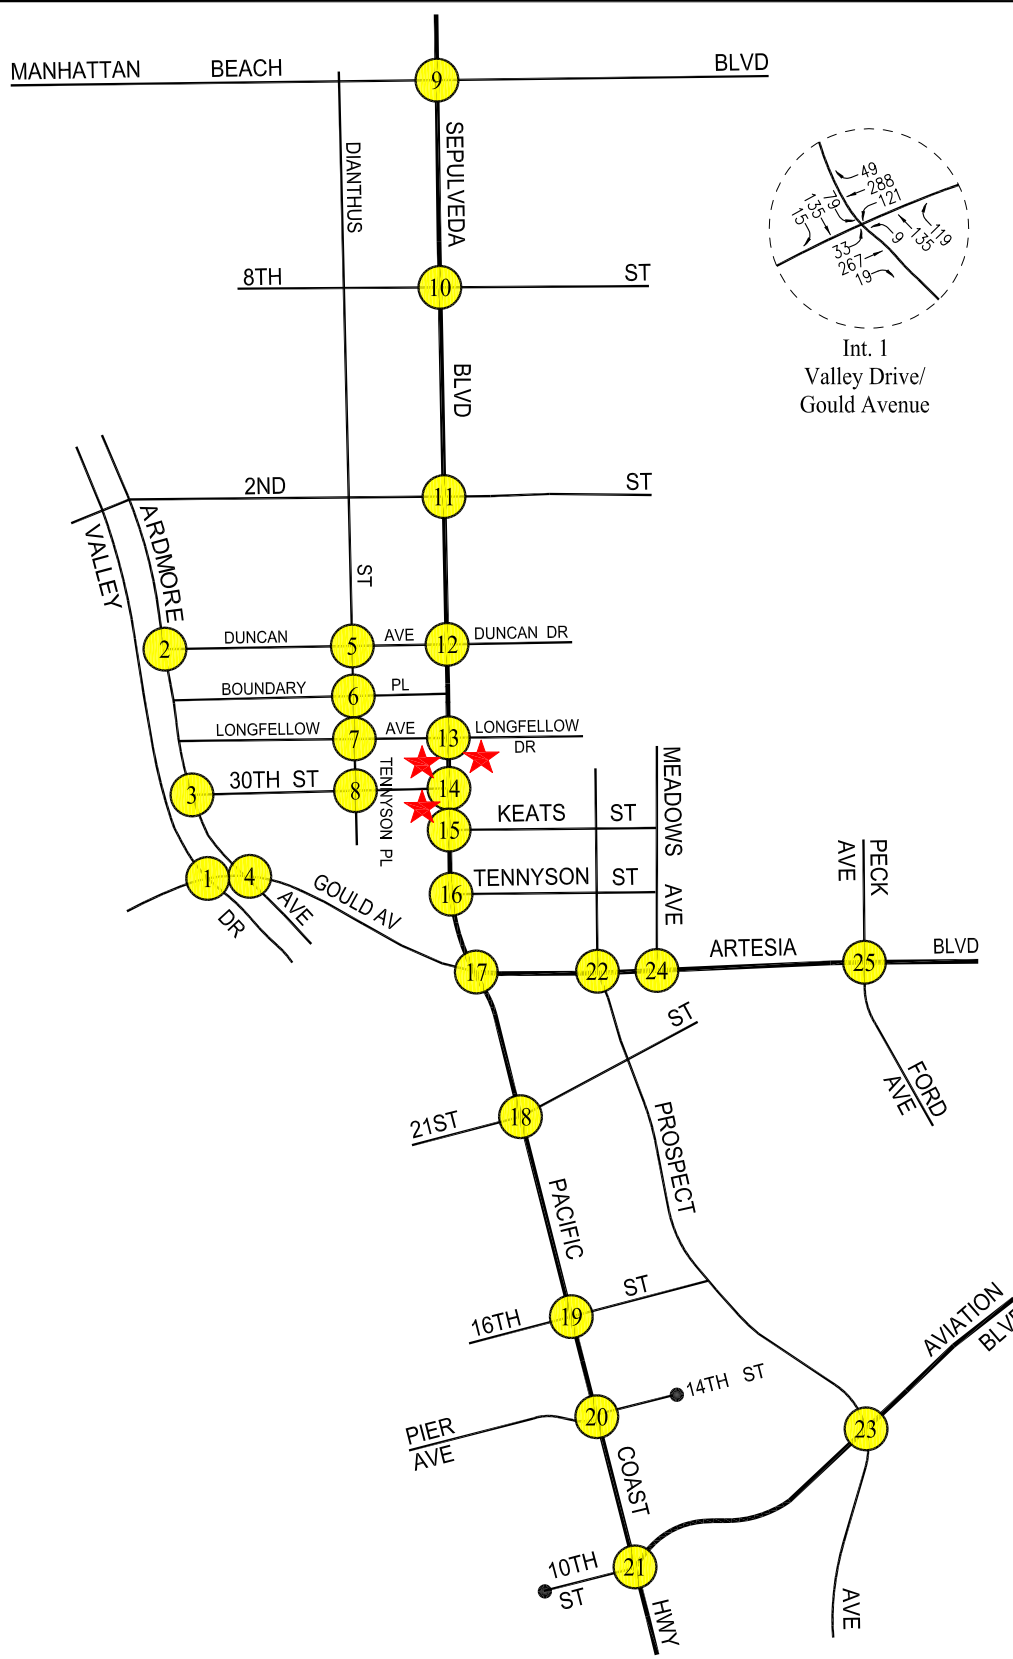 MANHATTAN BEACH BLVD
9
SEPULVEDA
DIANTHUS
49
288
121
79
135
15
33
267
19
9
135
119
Int. 1
Valley Drive/
Gould Avenue
8TH ST
10
BLVD
2ND ST
11
VALLEY
ARDMORE
ST
2
DUNCAN
5
AVE
12
DUNCAN DR
BOUNDARY
6
PL
LONGFELLOW
7
AVE
13
LONGFELLOW
DR
3
30TH ST
8
TENNYSON PL
14
15
KEATS ST
MEADOWS
AVE
16
TENNYSON ST
1
4
DR
AVE
GOULD AV
17
22
24
ARTESIA
25
BLVD
PECK
AVE
FORD
AVE
ST
21ST
18
PROSPECT
PACIFIC
16TH
19
ST
AVIATION
14TH ST
PIER
AVE
20
23
COAST
10TH
ST
21
HWY
AVE